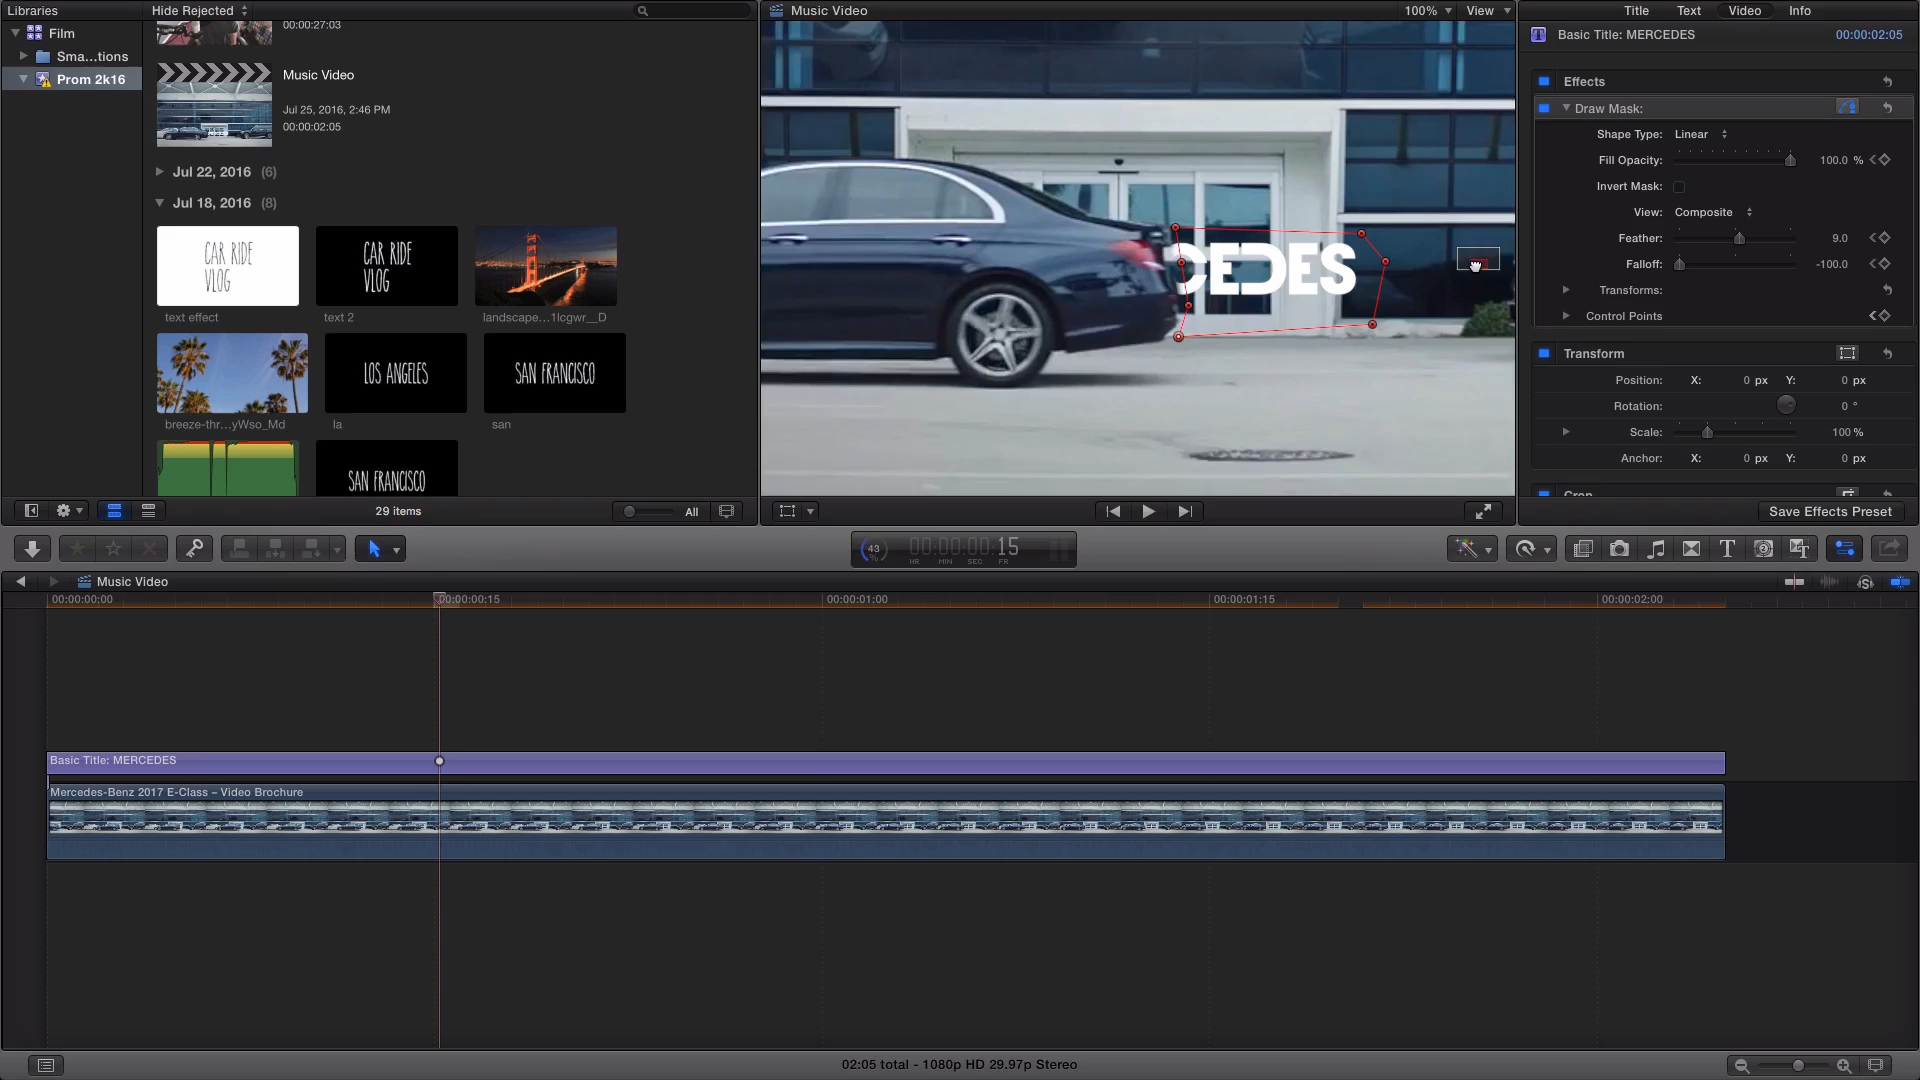 Libraries
Hide Rejected
Music Video
100%
View
Title
Text
Video
Info
Film
Sma...tions
Prom 2k16
00:00:27:03
Music Video
Jul 25, 2016, 2:46 PM
00:00:02:05
Jul 22, 2016 (6)
Jul 18, 2016 (8)
CAR RIDE
VLOG
CAR RIDE
VLOG
text effect
text 2
landscape...1lcgwr__D
LOS ANGELES
SAN FRANCISCO
breeze-thr...yWso_Md
la
san
SAN FRANCISCO
29 items
All
CEDES
Basic Title: MERCEDES
00:00:02:05
Effects
Draw Mask:
Shape Type: Linear
Fill Opacity: 100.0 %
Invert Mask:
View: Composite
Feather: 9.0
Falloff: -100.0
Transforms:
Control Points
Transform
Position: X: 0 px Y: 0 px
Rotation: 0 °
Scale: 100 %
Anchor: X: 0 px Y: 0 px
Crop
Save Effects Preset
43
%
00:00:00:15
HR MIN SEC FR
Music Video
00:00:00:00
00:00:00:15
00:00:01:00
00:00:01:15
00:00:02:00
Basic Title: MERCEDES
Mercedes-Benz 2017 E-Class – Video Brochure
02:05 total - 1080p HD 29.97p Stereo